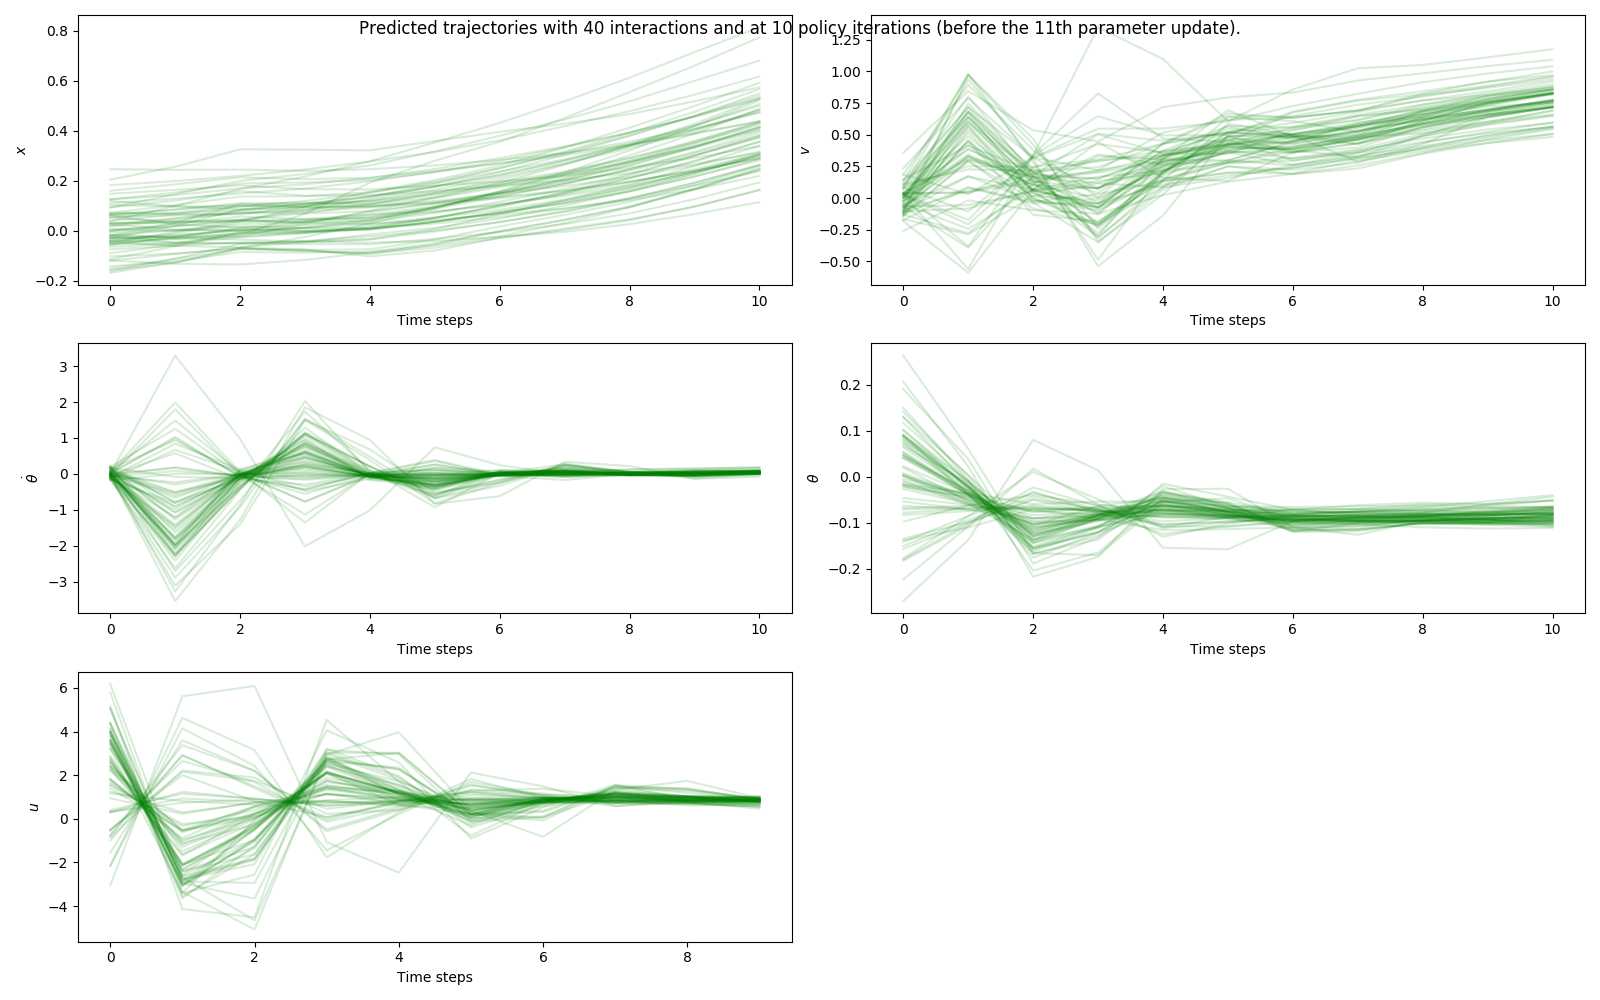 Predicted trajectories with 40 interactions and at 10 policy iterations (before the 11th parameter update).
0.8
0.6
0.4
0.2
0.0
−0.2
x
0 2 4 6 8 10
Time steps
1.25
1.00
0.75
0.50
0.25
0.00
−0.25
−0.50
v
0 2 4 6 8 10
Time steps
3
2
1
0
−1
−2
−3
θ̇
0 2 4 6 8 10
Time steps
0.2
0.1
0.0
−0.1
−0.2
θ
0 2 4 6 8 10
Time steps
6
4
2
0
−2
−4
u
0 2 4 6 8
Time steps